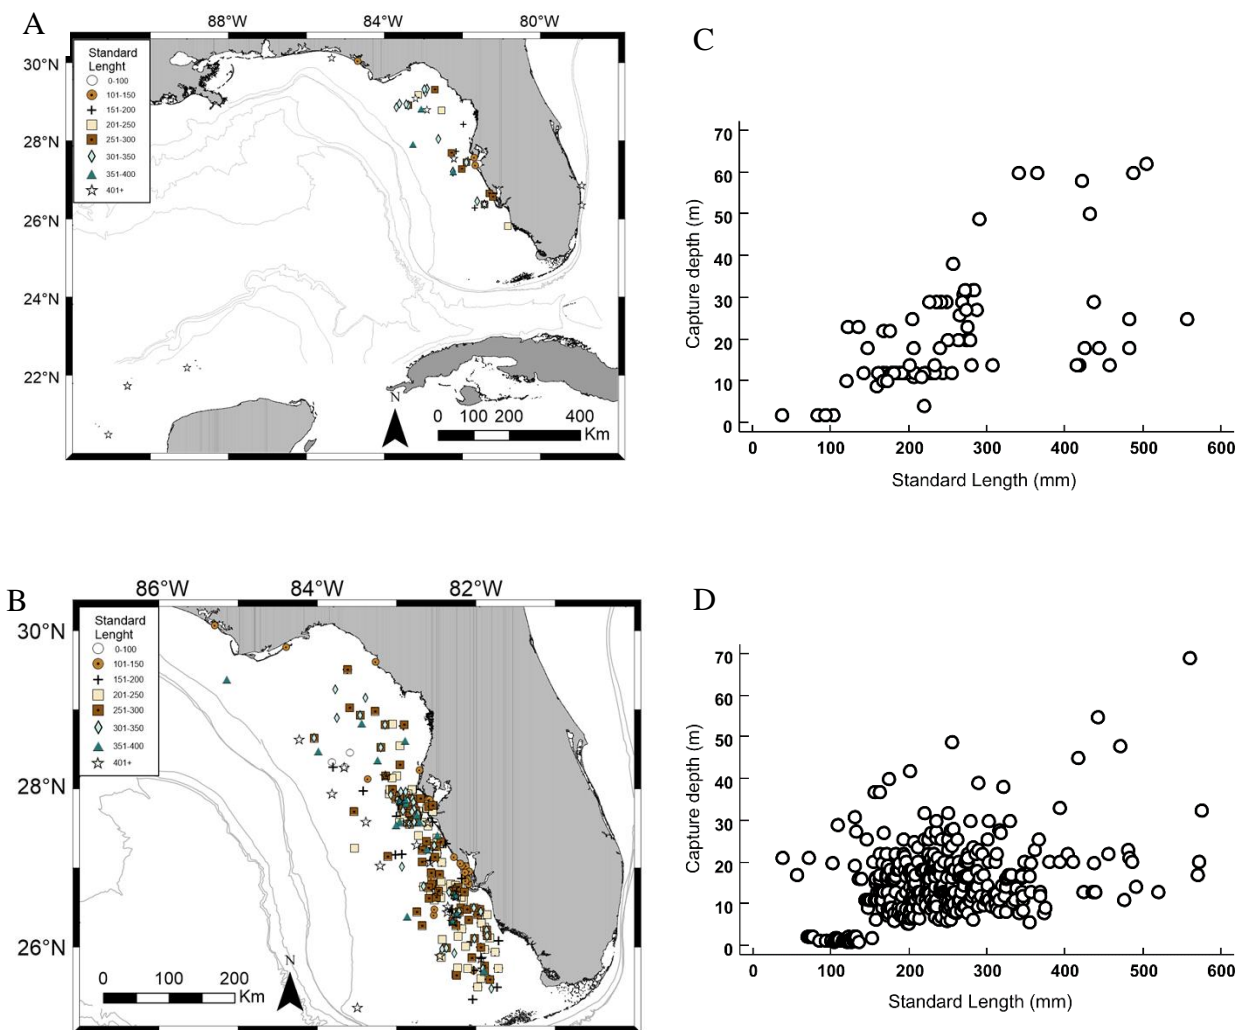 A
88°W 84°W 80°W
30°N
28°N
26°N
24°N
22°N
Standard
Lenght
0-100
101-150
151-200
201-250
251-300
301-350
351-400
401+
N
0 100 200 400
Km
C
Capture depth (m)
70
60
50
40
30
20
10
0
0 100 200 300 400 500 600
Standard Length (mm)
B
86°W 84°W 82°W
30°N
28°N
26°N
Standard
Lenght
0-100
101-150
151-200
201-250
251-300
301-350
351-400
401+
N
0 100 200
Km
D
Capture depth (m)
70
60
50
40
30
20
10
0
0 100 200 300 400 500 600
Standard Length (mm)